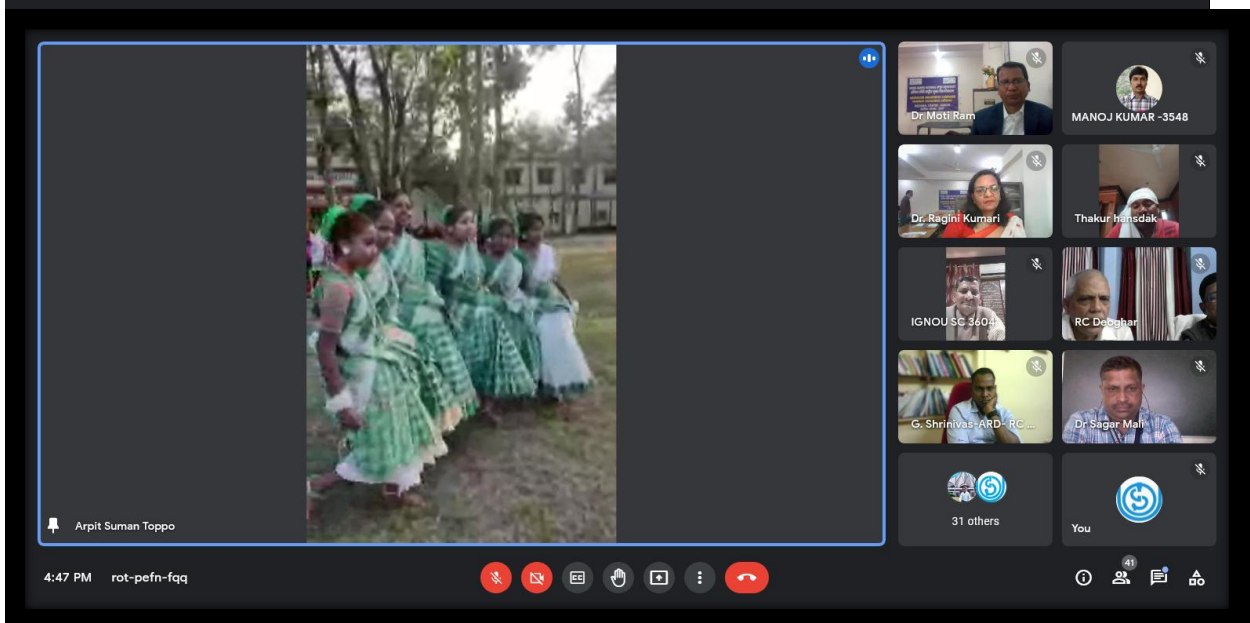 Arpit Suman Toppo
Dr Moti Ram
MANOJ KUMAR -3548
Dr. Ragini Kumari
Thakur hansdak
IGNOU SC 3604
RC Deoghar
G. Shrinivas-ARD- RC ...
Dr Sagar Mali
31 others
You
4:47 PM rot-pefn-fqq
CC
41